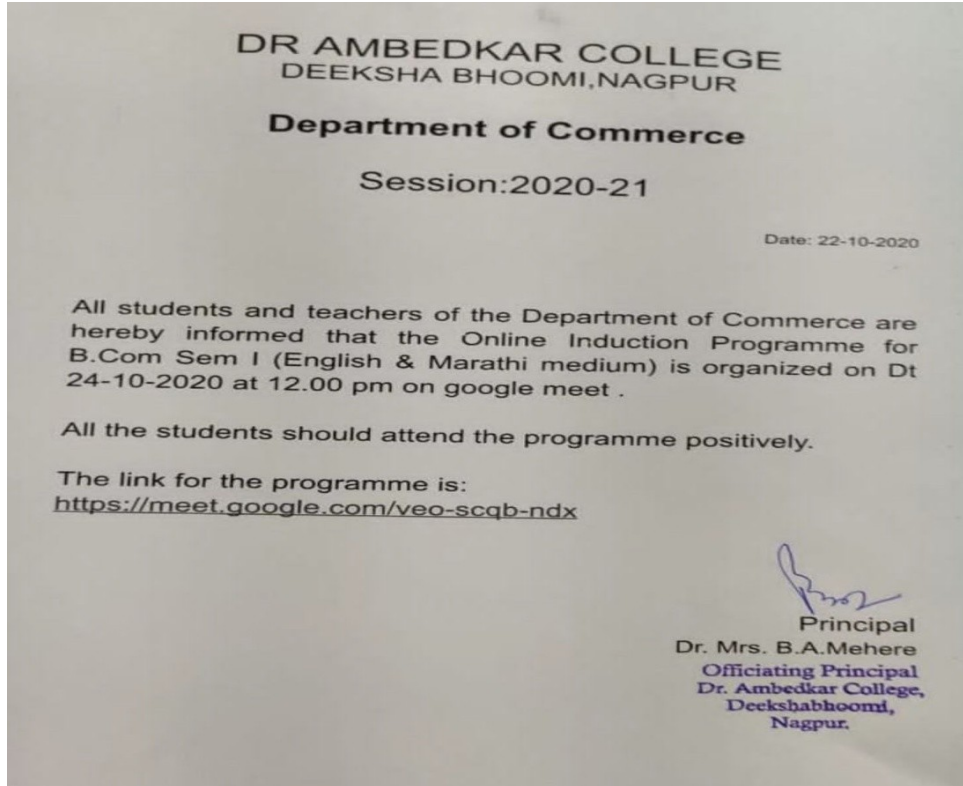 DR AMBEDKAR COLLEGE
DEEKSHA BHOOMI,NAGPUR
Department of Commerce
Session:2020-21
Date: 22-10-2020
All students and teachers of the Department of Commerce are
hereby informed that the Online Induction Programme for
B.Com Sem I (English & Marathi medium) is organized on Dt
24-10-2020 at 12.00 pm on google meet .
All the students should attend the programme positively.
The link for the programme is:
https://meet.google.com/veo-scqb-ndx
Principal
Dr. Mrs. B.A.Mehere
Officiating Principal
Dr. Ambedkar College,
Deekshabhoomi,
Nagpur.